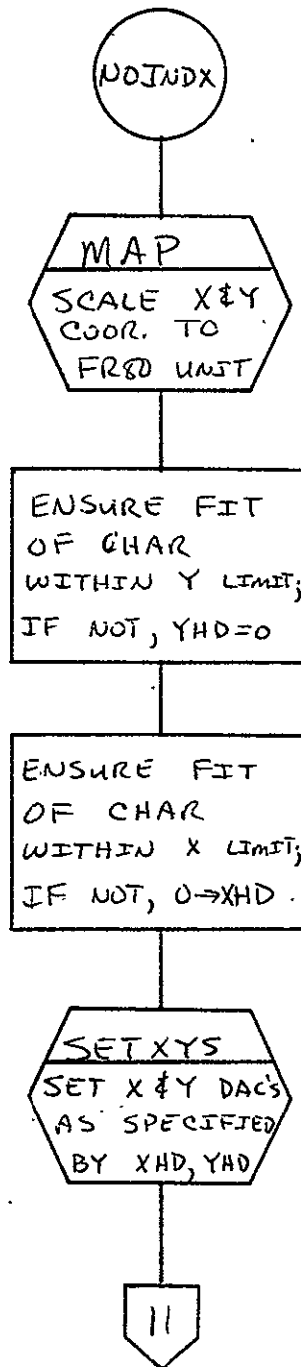 NOINDX
MAP
SCALE X & Y
COOR. TO
FR80 UNIT
ENSURE FIT
OF CHAR
WITHIN Y LIMIT;
IF NOT, YHD=0
ENSURE FIT
OF CHAR
WITHIN X LIMIT;
IF NOT, 0→XHD.
SETXYS
SET X & Y DAC's
AS SPECIFIED
BY XHD, YHD
11